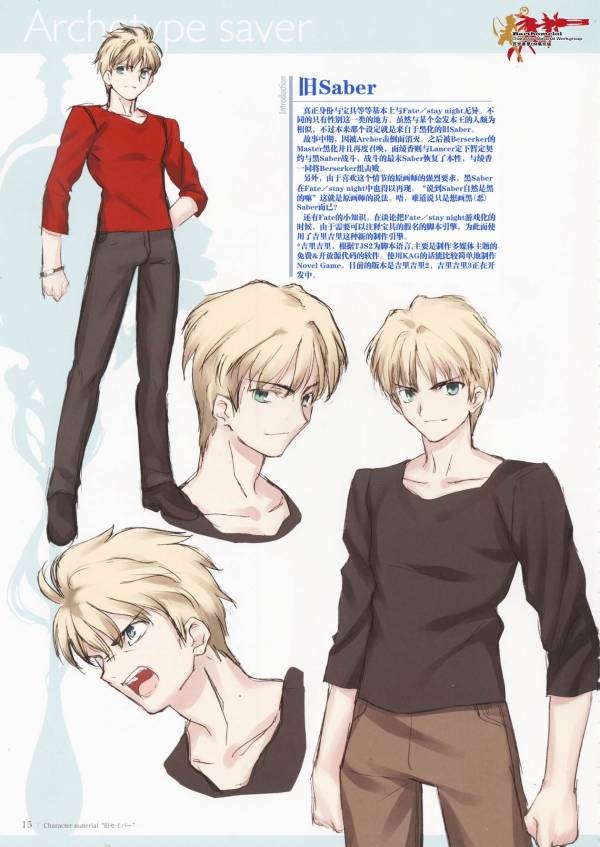 Archetype saver
Bartholomeloi
Character Material Workgroup
Introduction
旧Saber
真正身份与宝具等等基本上与Fate／stay night无异。不
同的只有性别这一类的地方。虽然与某个金发本王的人颇为
相似，不过本来那个设定就是来自于黑化的旧Saber。
故事中期，因被Archer击倒而消灭。之后被Berserker的
Master黑化并且再度召唤，而绫香则与Lancer定下暂定契
约与黑Saber战斗，战斗的最末Saber恢复了本性，与绫香
一同将Berserker组击败。
另外，由于喜欢这个情节的原画师的强烈要求，黑Saber
在Fate／stay night中也得以再现。“说到Saber自然是黑
的嘛”这就是原画师的说法。唔，难道说只是想画黑（恶）
Saber而已？
还有Fate的小知识。在谈论把Fate／stay night游戏化的
时候，由于需要可以注释宝具的假名的脚本引擎，为此而使
用了吉里吉里这种新的制作引擎。
*吉里吉里，根据TJS2为脚本语言,主要是制作多媒体主题的
免费&开放源代码的软件。使用KAG的话能比较简单地制作
Novel Game。目前的版本是吉里吉里2，吉里吉里3正在开
发中。
15 / Character material “旧セイバー”